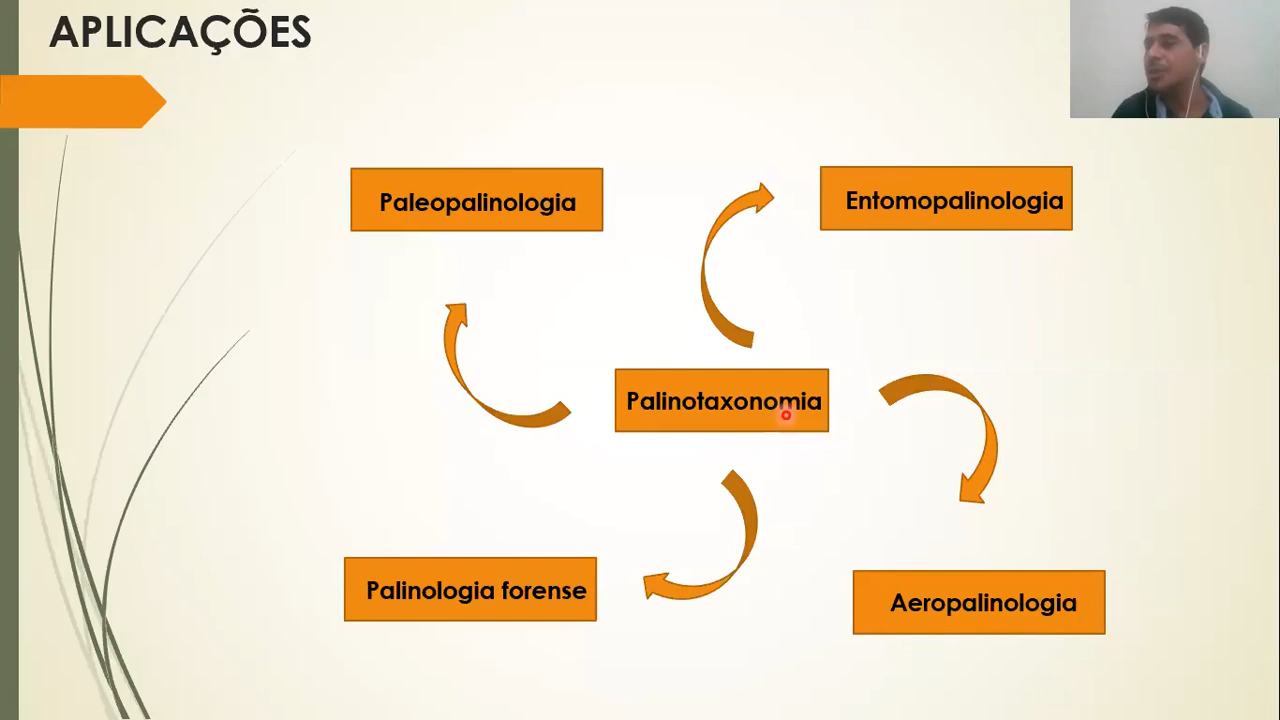 APLICAÇÕES
Paleopalinologia
Entomopalinologia
Palinotaxonomia
Palinologia forense
Aeropalinologia